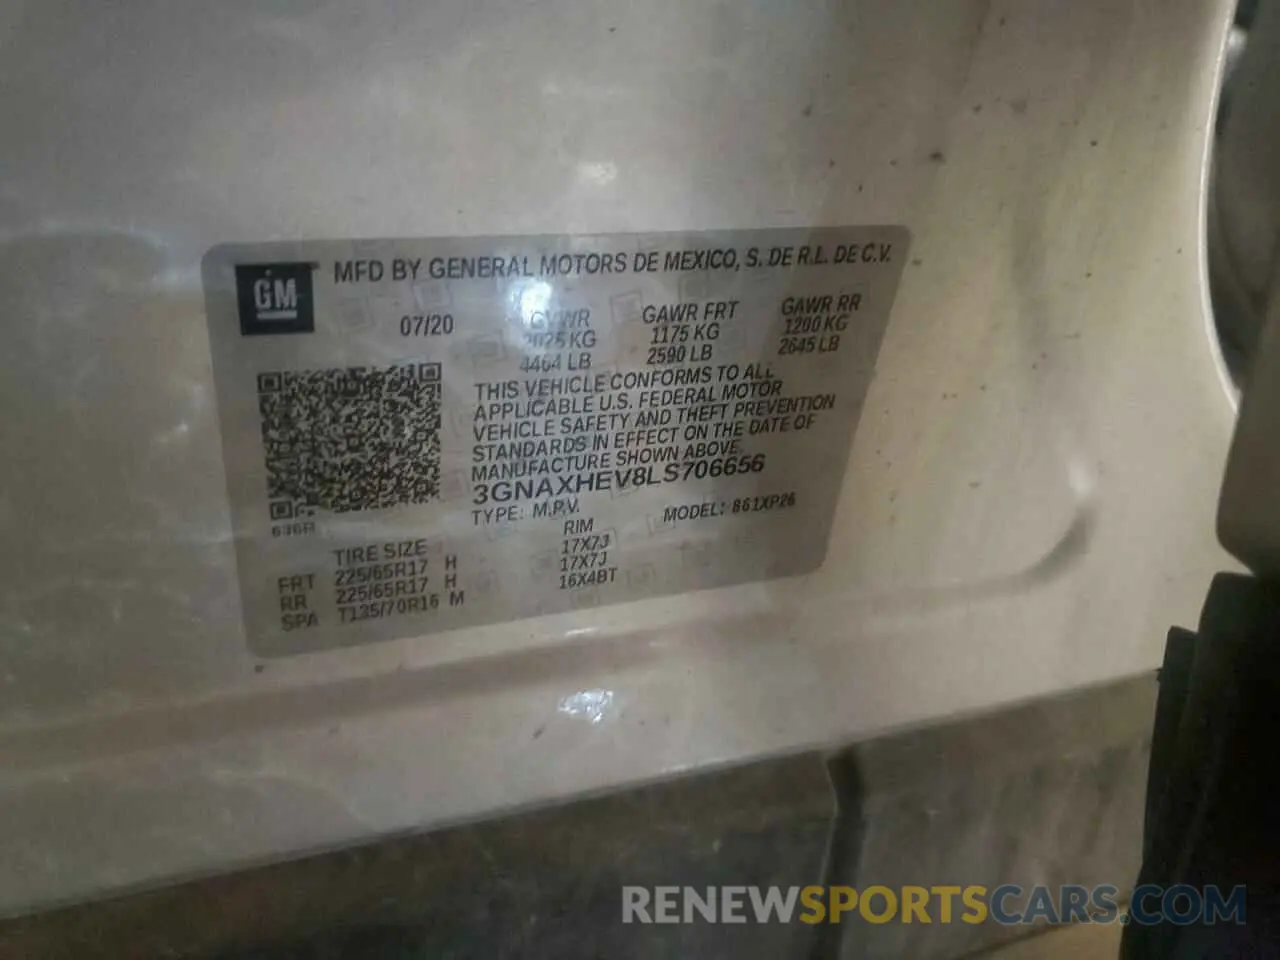 GM
MFD BY GENERAL MOTORS DE MEXICO, S. DE R.L. DE C.V.
07/20
GVWR GAWR FRT GAWR RR
2025 KG 1175 KG 1200 KG
4464 LB 2590 LB 2645 LB
THIS VEHICLE CONFORMS TO ALL
APPLICABLE U.S. FEDERAL MOTOR
VEHICLE SAFETY AND THEFT PREVENTION
STANDARDS IN EFFECT ON THE DATE OF
MANUFACTURE SHOWN ABOVE.
3GNAXHEV8LS706656
TYPE: M.P.V. MODEL: 861XP26
TIRE SIZE RIM
FRT 225/65R17 H 17X7J
RR 225/65R17 H 17X7J
SPA T135/70R16 M 16X4BT
RENEWSPORTSCARS.COM